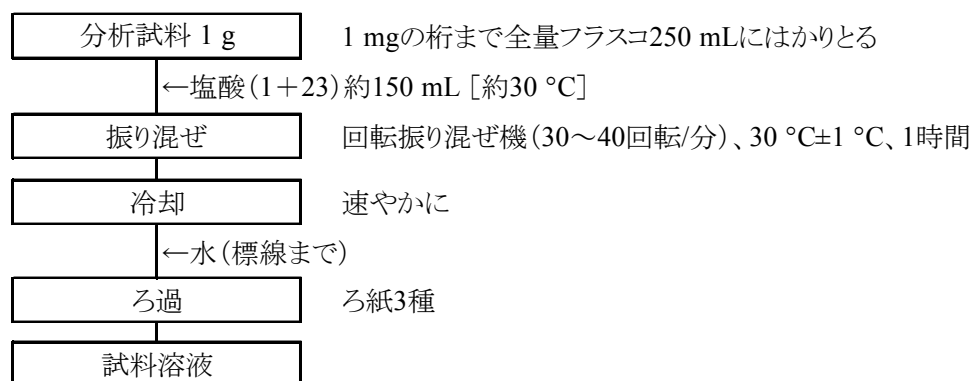 分析試料 1 g 1 mgの桁まで全量フラスコ250 mLにはかりとる
←塩酸(1＋23)約150 mL［約30 °C］
振り混ぜ 回転振り混ぜ機(30～40回転/分)、30 °C±1 °C、1時間
冷却 速やかに
←水(標線まで)
ろ過 ろ紙3種
試料溶液